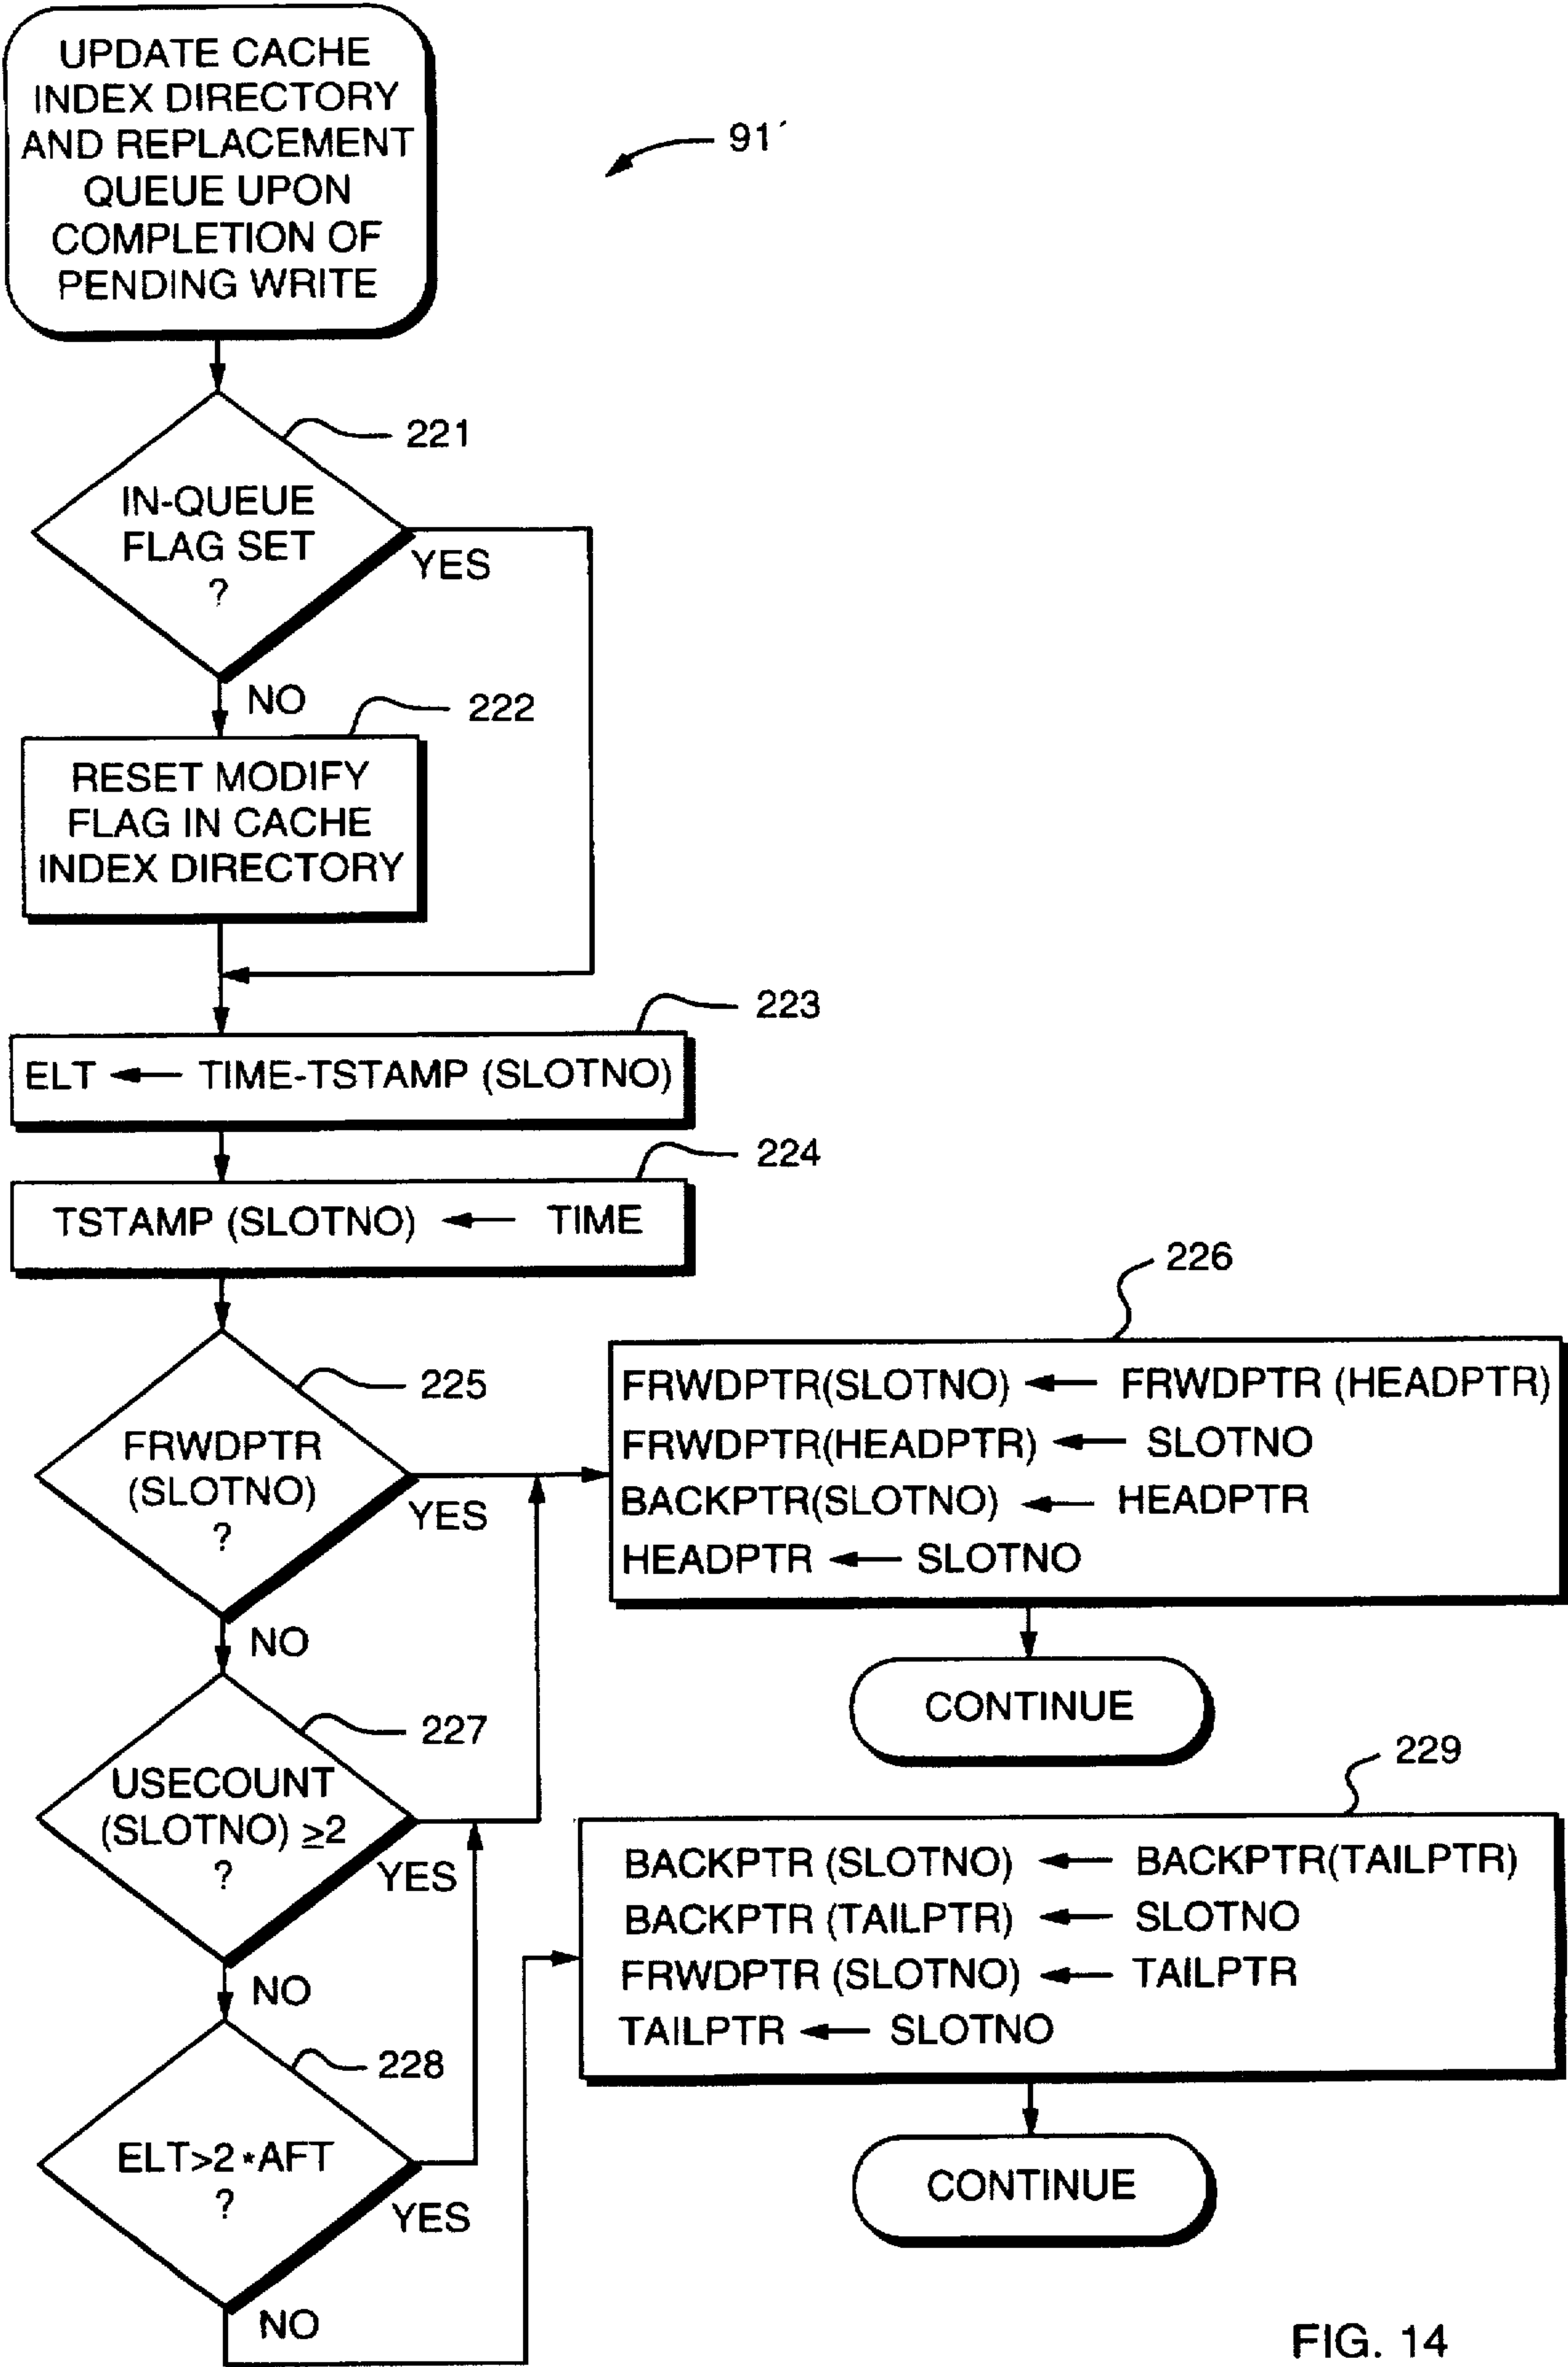 UPDATE CACHE
INDEX DIRECTORY
AND REPLACEMENT
QUEUE UPON
COMPLETION OF
PENDING WRITE
91´
221
IN-QUEUE
FLAG SET
?
YES
NO
222
RESET MODIFY
FLAG IN CACHE
INDEX DIRECTORY
223
ELT ← TIME-TSTAMP (SLOTNO)
224
TSTAMP (SLOTNO) ← TIME
225
FRWDPTR
(SLOTNO)
?
YES
NO
226
FRWDPTR(SLOTNO) ← FRWDPTR (HEADPTR)
FRWDPTR(HEADPTR) ← SLOTNO
BACKPTR(SLOTNO) ← HEADPTR
HEADPTR ← SLOTNO
CONTINUE
227
USECOUNT
(SLOTNO) ≥2
?
YES
NO
228
ELT>2*AFT
?
YES
NO
229
BACKPTR (SLOTNO) ← BACKPTR(TAILPTR)
BACKPTR (TAILPTR) ← SLOTNO
FRWDPTR (SLOTNO) ← TAILPTR
TAILPTR ← SLOTNO
CONTINUE
FIG. 14